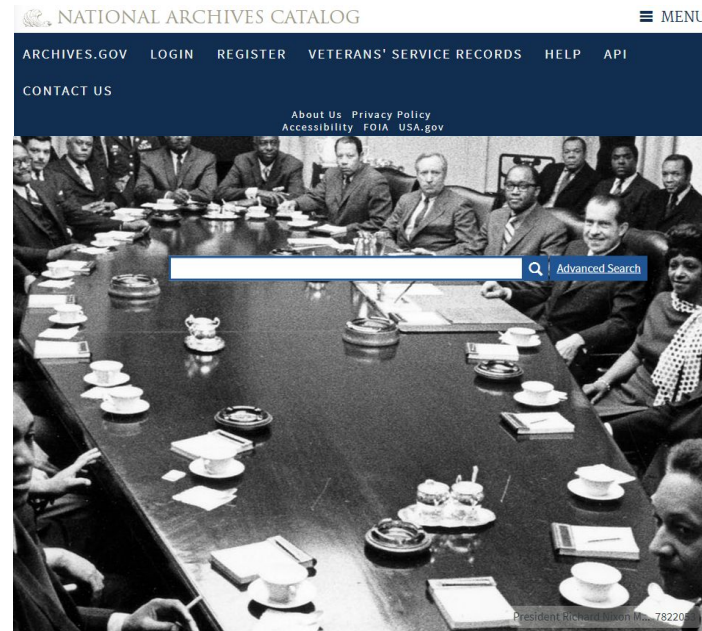 NATIONAL ARCHIVES CATALOG
MENU
ARCHIVES.GOV LOGIN REGISTER VETERANS' SERVICE RECORDS HELP API
CONTACT US
About Us Privacy Policy
Accessibility FOIA USA.gov
Advanced Search
President Richard Nixon M... 7822053